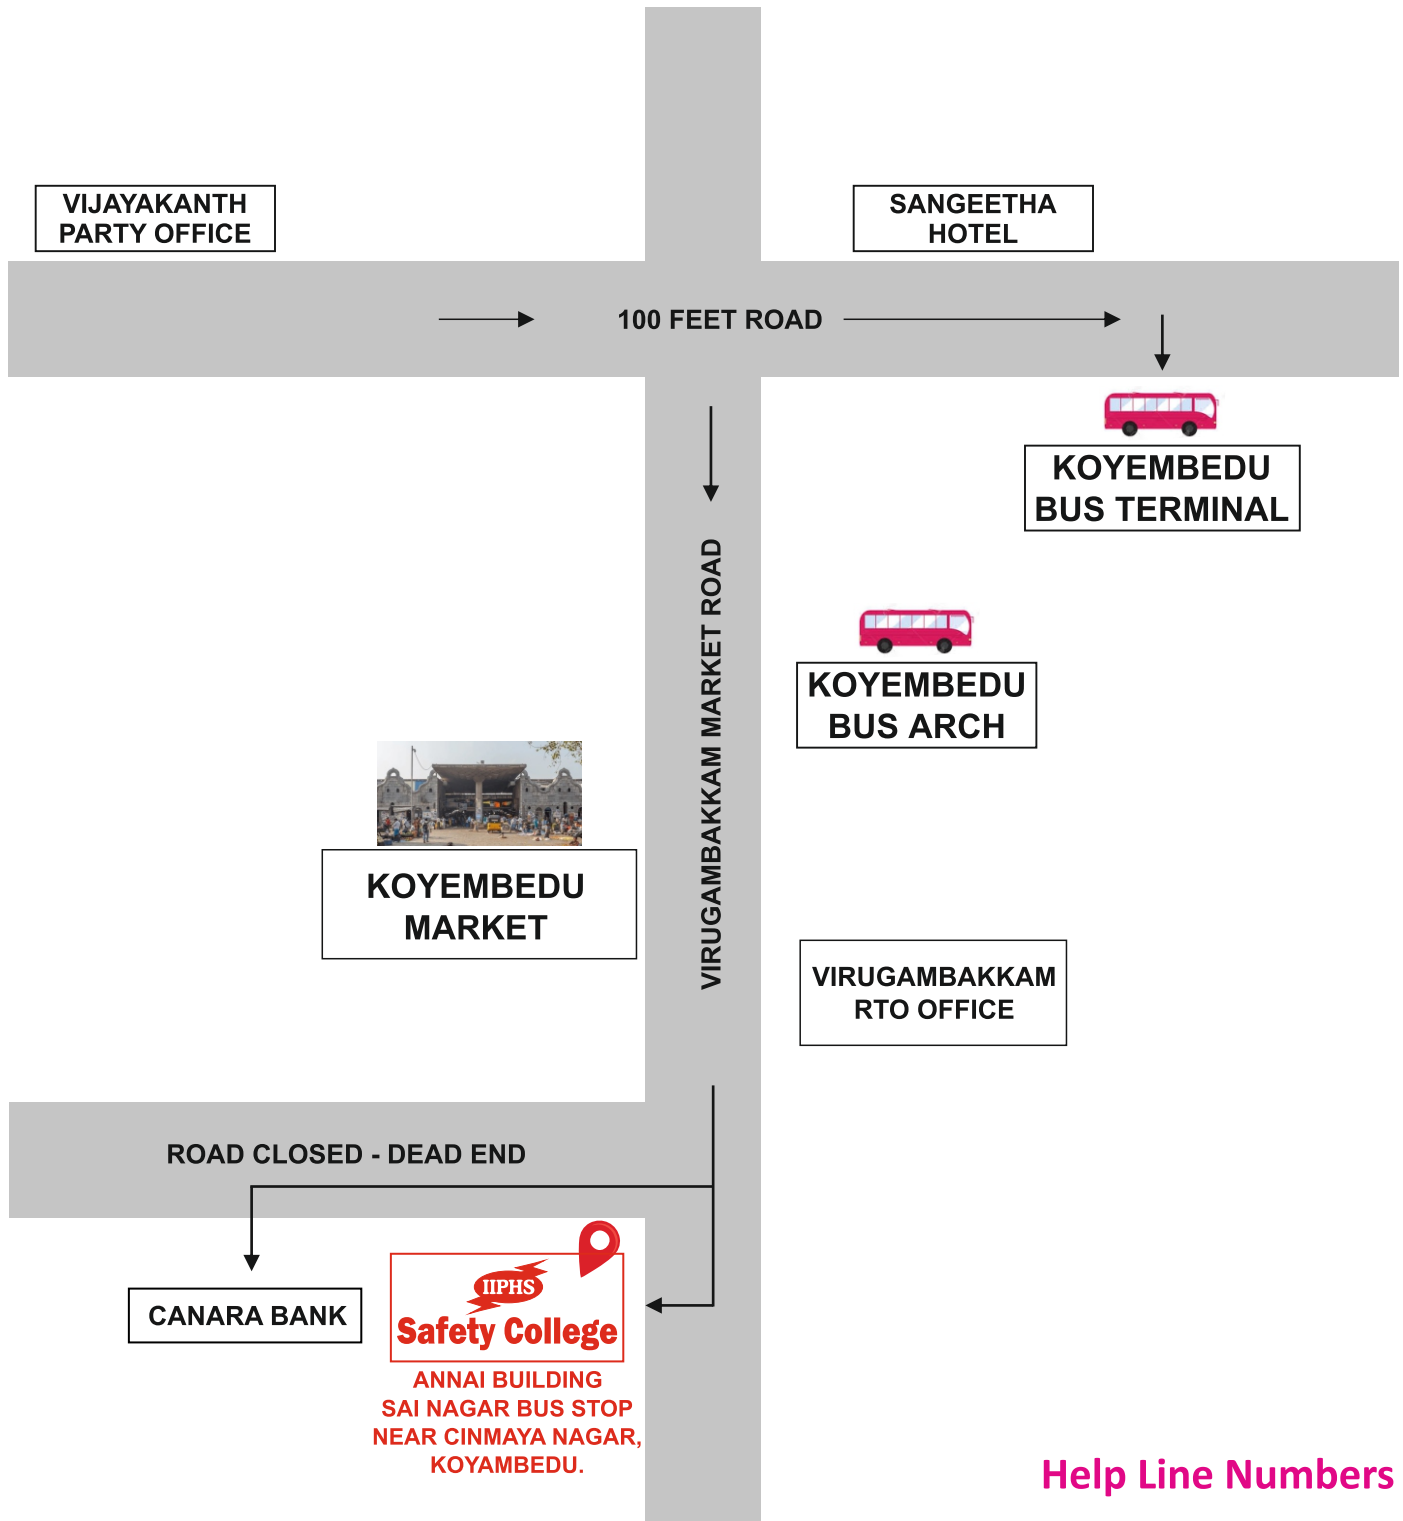 VIJAYAKANTH
PARTY OFFICE
SANGEETHA
HOTEL
100 FEET ROAD
KOYEMBEDU
BUS TERMINAL
VIRUGAMBAKKAM MARKET ROAD
KOYEMBEDU
BUS ARCH
KOYEMBEDU
MARKET
VIRUGAMBAKKAM
RTO OFFICE
ROAD CLOSED - DEAD END
CANARA BANK
IIPHS
Safety College
ANNAI BUILDING
SAI NAGAR BUS STOP
NEAR CINMAYA NAGAR,
KOYAMBEDU.
Help Line Numbers